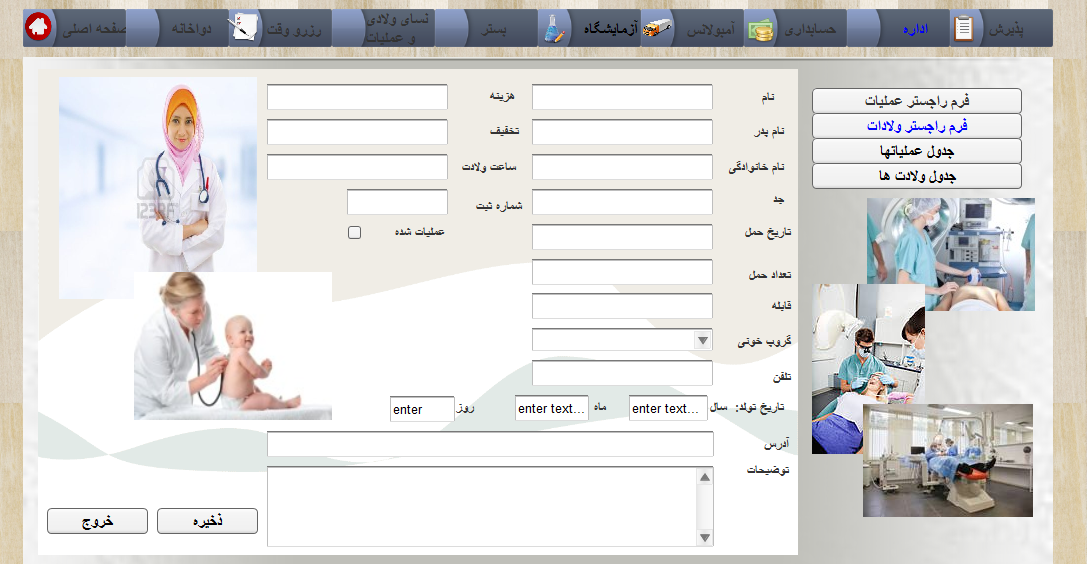 پذیرش
اداره
حسابداری
آمبولانس
آزمایشگاه
بستر
نسای ولادی
و عملیات
رزرو وقت
دواخانه
صفحه اصلی
فرم راجستر عملیات
فرم راجستر ولادات
جدول عملیاتها
جدول ولادت ها
نام
هزینه
نام پدر
تخفیف
نام خانوادگی
ساعت ولادت
جد
شماره ثبت
تاریخ حمل
عملیات شده
تعداد حمل
قابله
گروپ خونی
تلفن
تاریخ تولد: سال enter text... ماه enter text... روز enter
آدرس
توضیحات
ذخیره
خروج
123RF